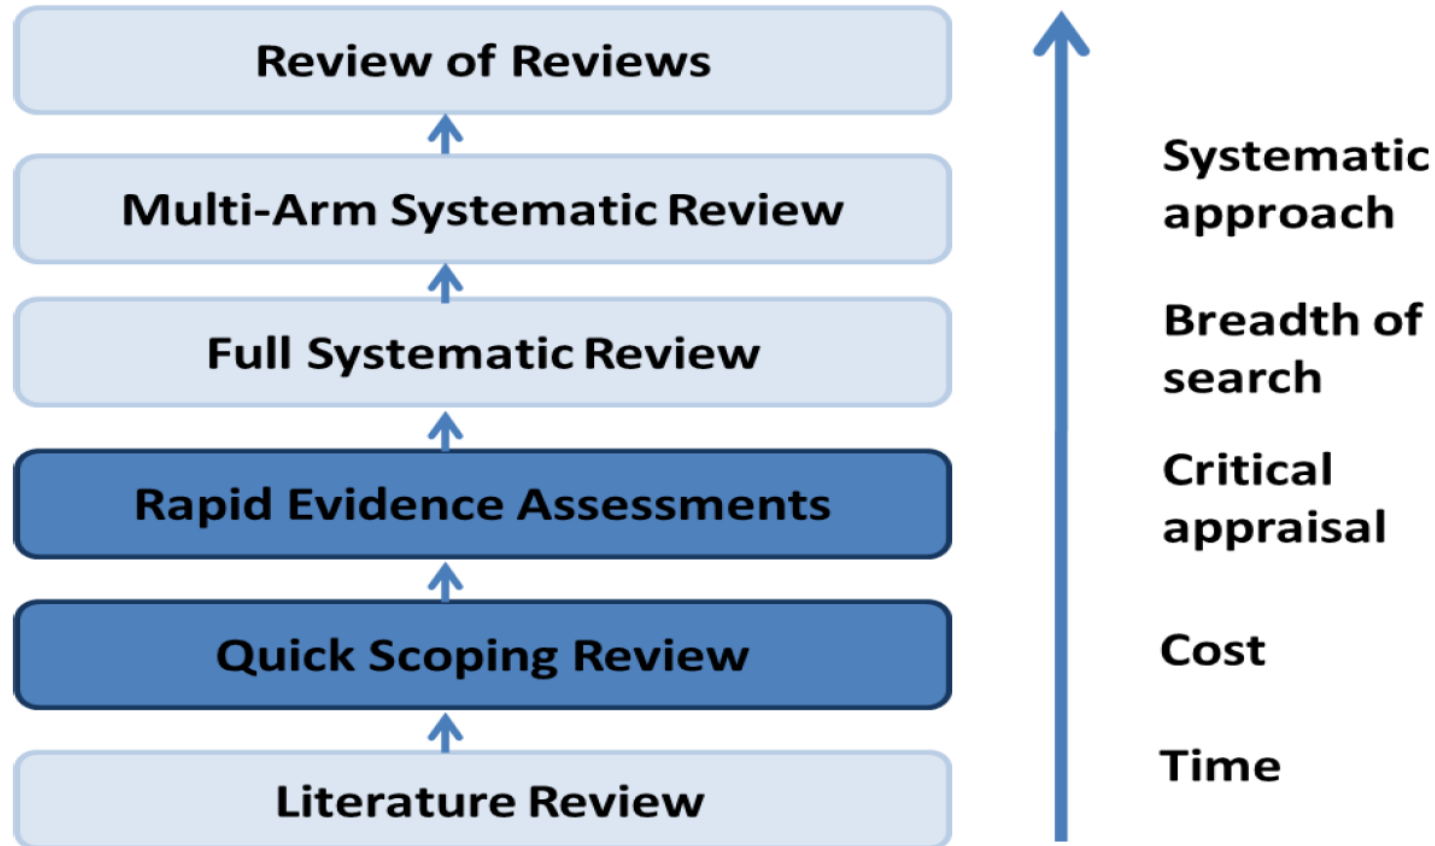 Review of Reviews
Multi-Arm Systematic Review
Full Systematic Review
Rapid Evidence Assessments
Quick Scoping Review
Literature Review
Systematic
approach
Breadth of
search
Critical
appraisal
Cost
Time